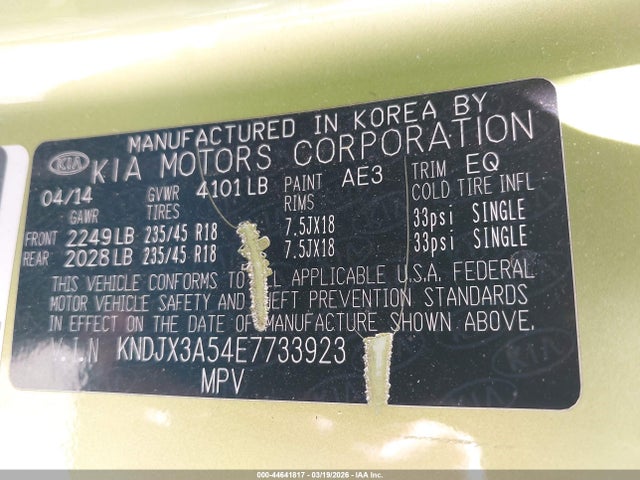 MANUFACTURED IN KOREA BY
KIA KIA MOTORS CORPORATION
04/14 GVWR 4101LB PAINT AE3 TRIM EQ
GAWR TIRES RIMS COLD TIRE INFL
FRONT 2249LB 235/45 R18 7.5JX18 33psi SINGLE
REAR 2028LB 235/45 R18 7.5JX18 33psi SINGLE
THIS VEHICLE CONFORMS TO ALL APPLICABLE U.S.A. FEDERAL
MOTOR VEHICLE SAFETY AND THEFT PREVENTION STANDARDS
IN EFFECT ON THE DATE OF MANUFACTURE SHOWN ABOVE.
V.I.N KNDJX3A54E7733923
MPV
000-44641817 - 03/19/2026 - IAA Inc.